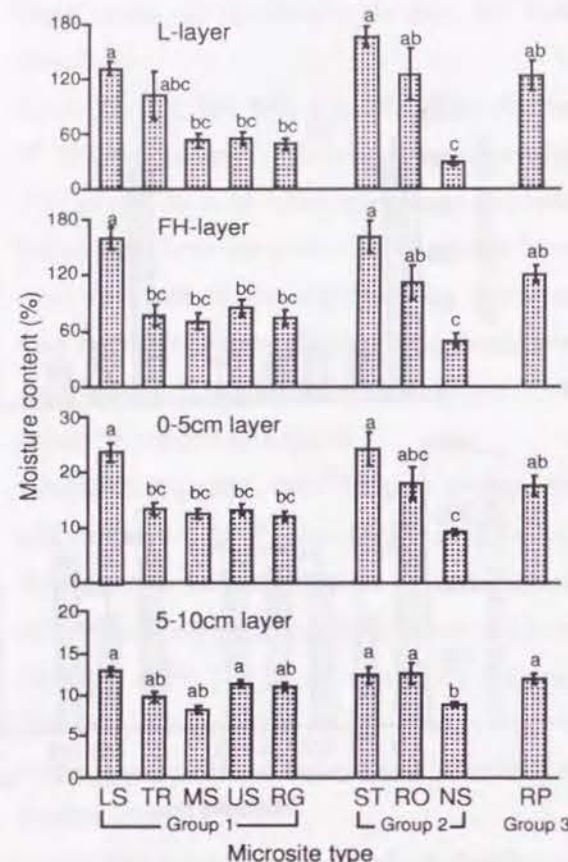 L-layer
180
120
60
0
a
abc
bc
bc
bc
a
ab
c
ab
FH-layer
180
120
60
0
a
bc
bc
bc
bc
a
ab
c
ab
0-5cm layer
30
20
10
0
a
bc
bc
bc
bc
a
abc
c
ab
5-10cm layer
20
15
10
5
0
a
ab
ab
a
ab
a
a
b
a
Moisture content (%)
LS TR MS US RG ST RO NS RP
Group 1 Group 2 Group 3
Microsite type